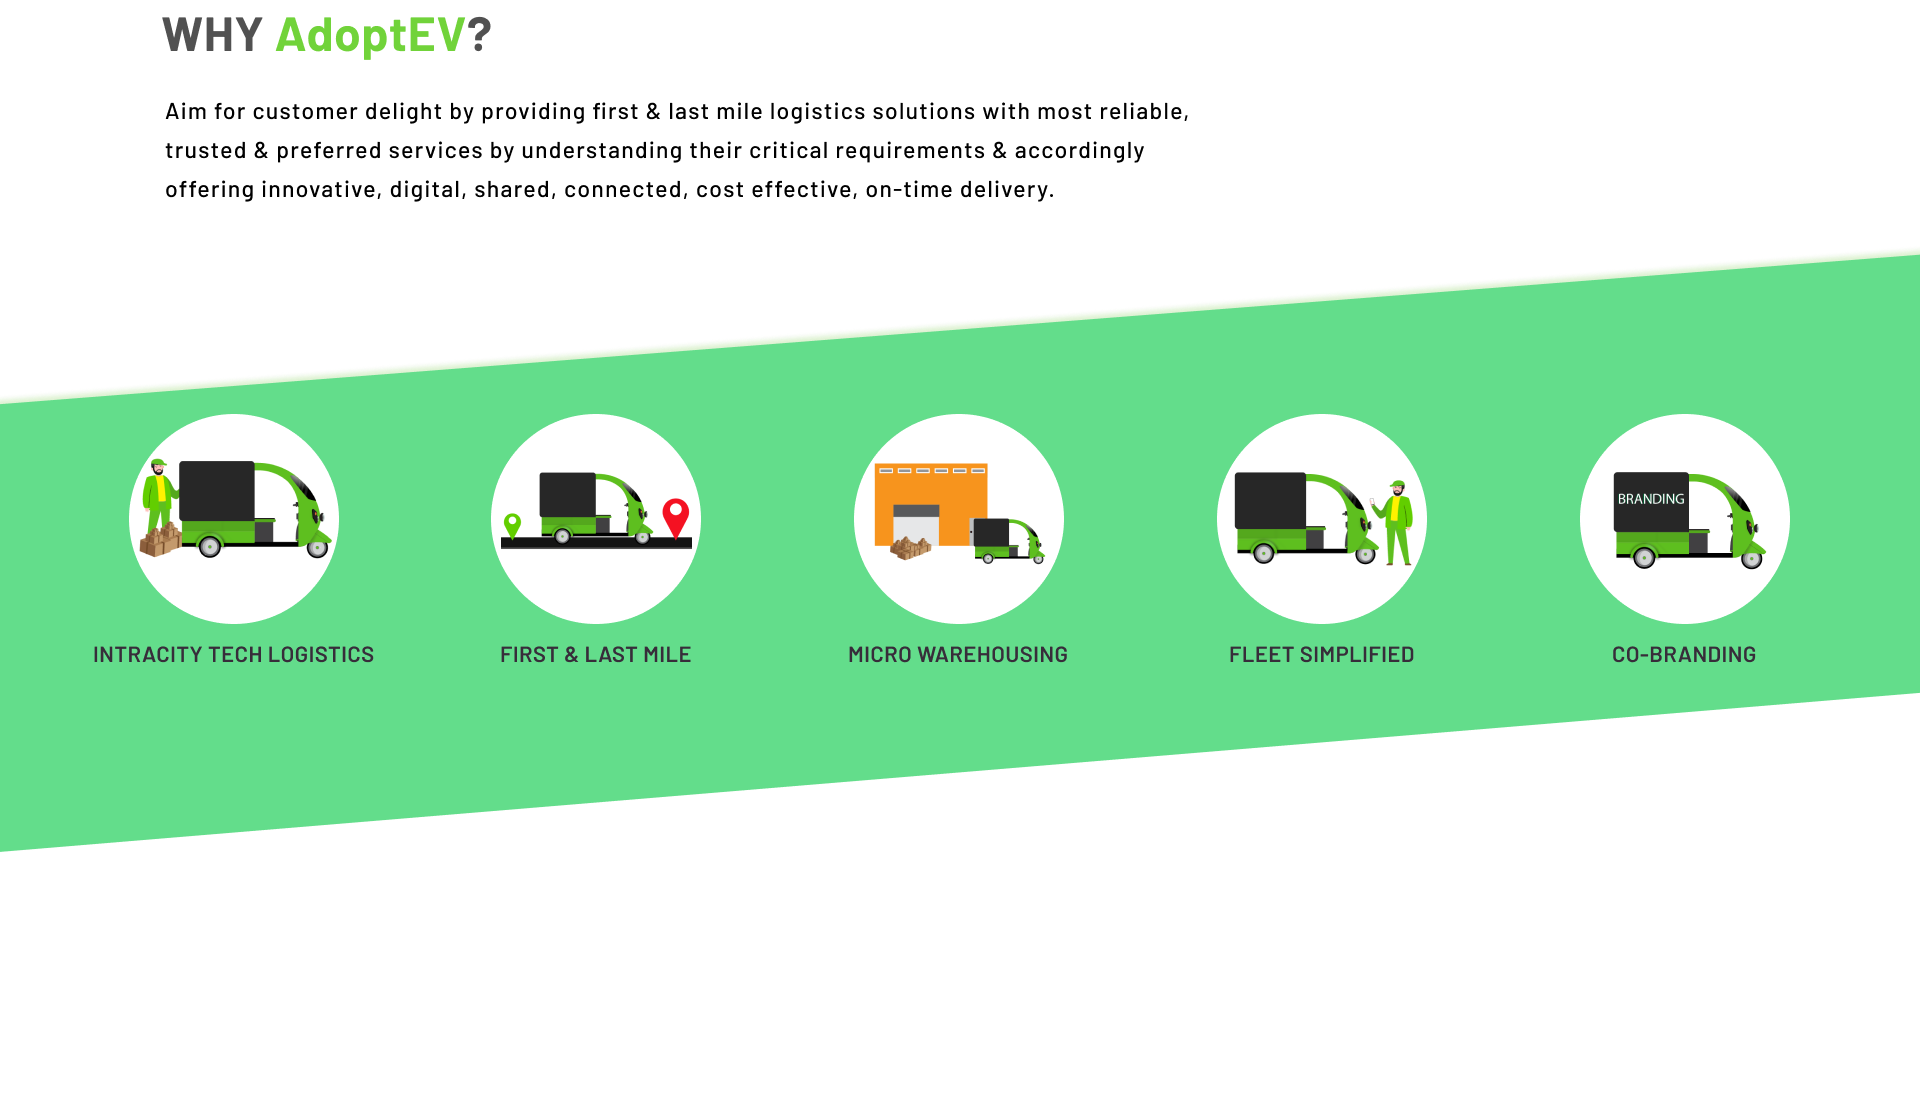 WHY AdoptEV?
Aim for customer delight by providing first & last mile logistics solutions with most reliable,
trusted & preferred services by understanding their critical requirements & accordingly
offering innovative, digital, shared, connected, cost effective, on-time delivery.
BRANDING
INTRACITY TECH LOGISTICS
FIRST & LAST MILE
MICRO WAREHOUSING
FLEET SIMPLIFIED
CO-BRANDING